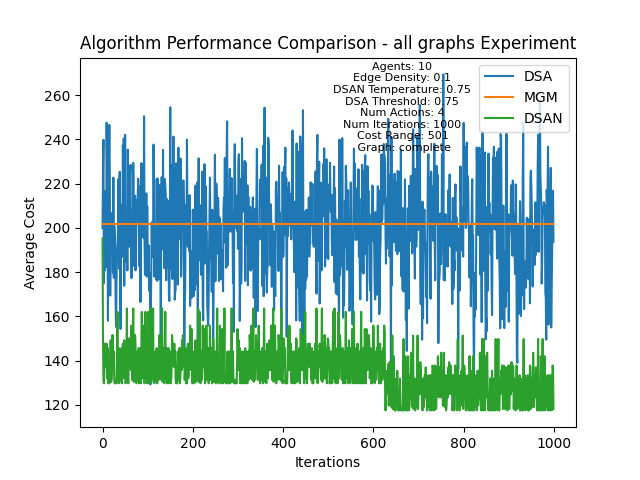 Algorithm Performance Comparison - all graphs Experiment
Agents: 10
Edge Density: 0.1
DSAN Temperature: 0.75
DSA Threshold: 0.75
Num Actions: 4
Num Iterations: 1000
Cost Range: 501
Graph: complete
DSA
MGM
DSAN
Average Cost
260
240
220
200
180
160
140
120
0
200
400
600
800
1000
Iterations